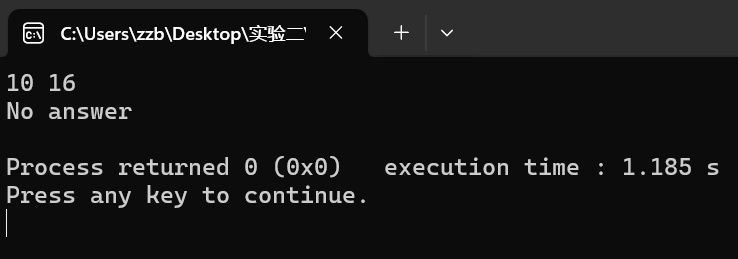 C:\Users\zzb\Desktop\实验二\
10 16
No answer
Process returned 0 (0x0)   execution time : 1.185 s
Press any key to continue.